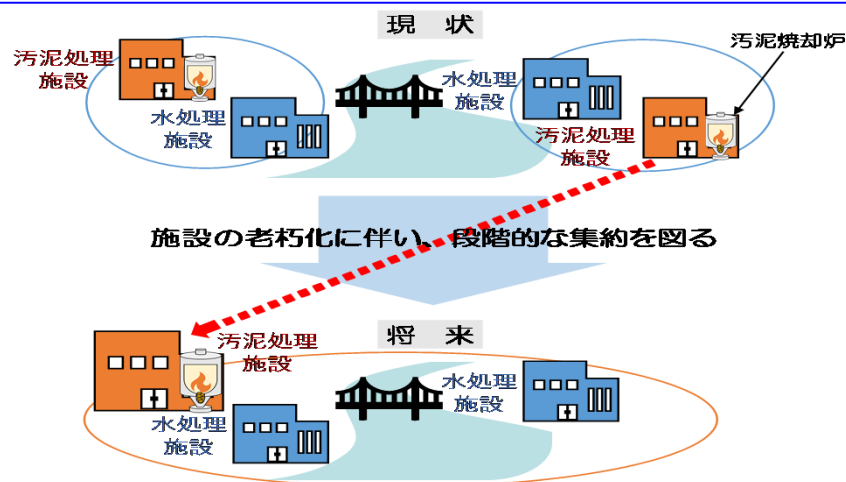 現 状
汚泥焼却炉
汚泥処理
施設
水処理
施設
水処理
施設
汚泥処理
施設
施設の老朽化に伴い、段階的な集約を図る
将 来
汚泥処理
施設
水処理
施設
水処理
施設